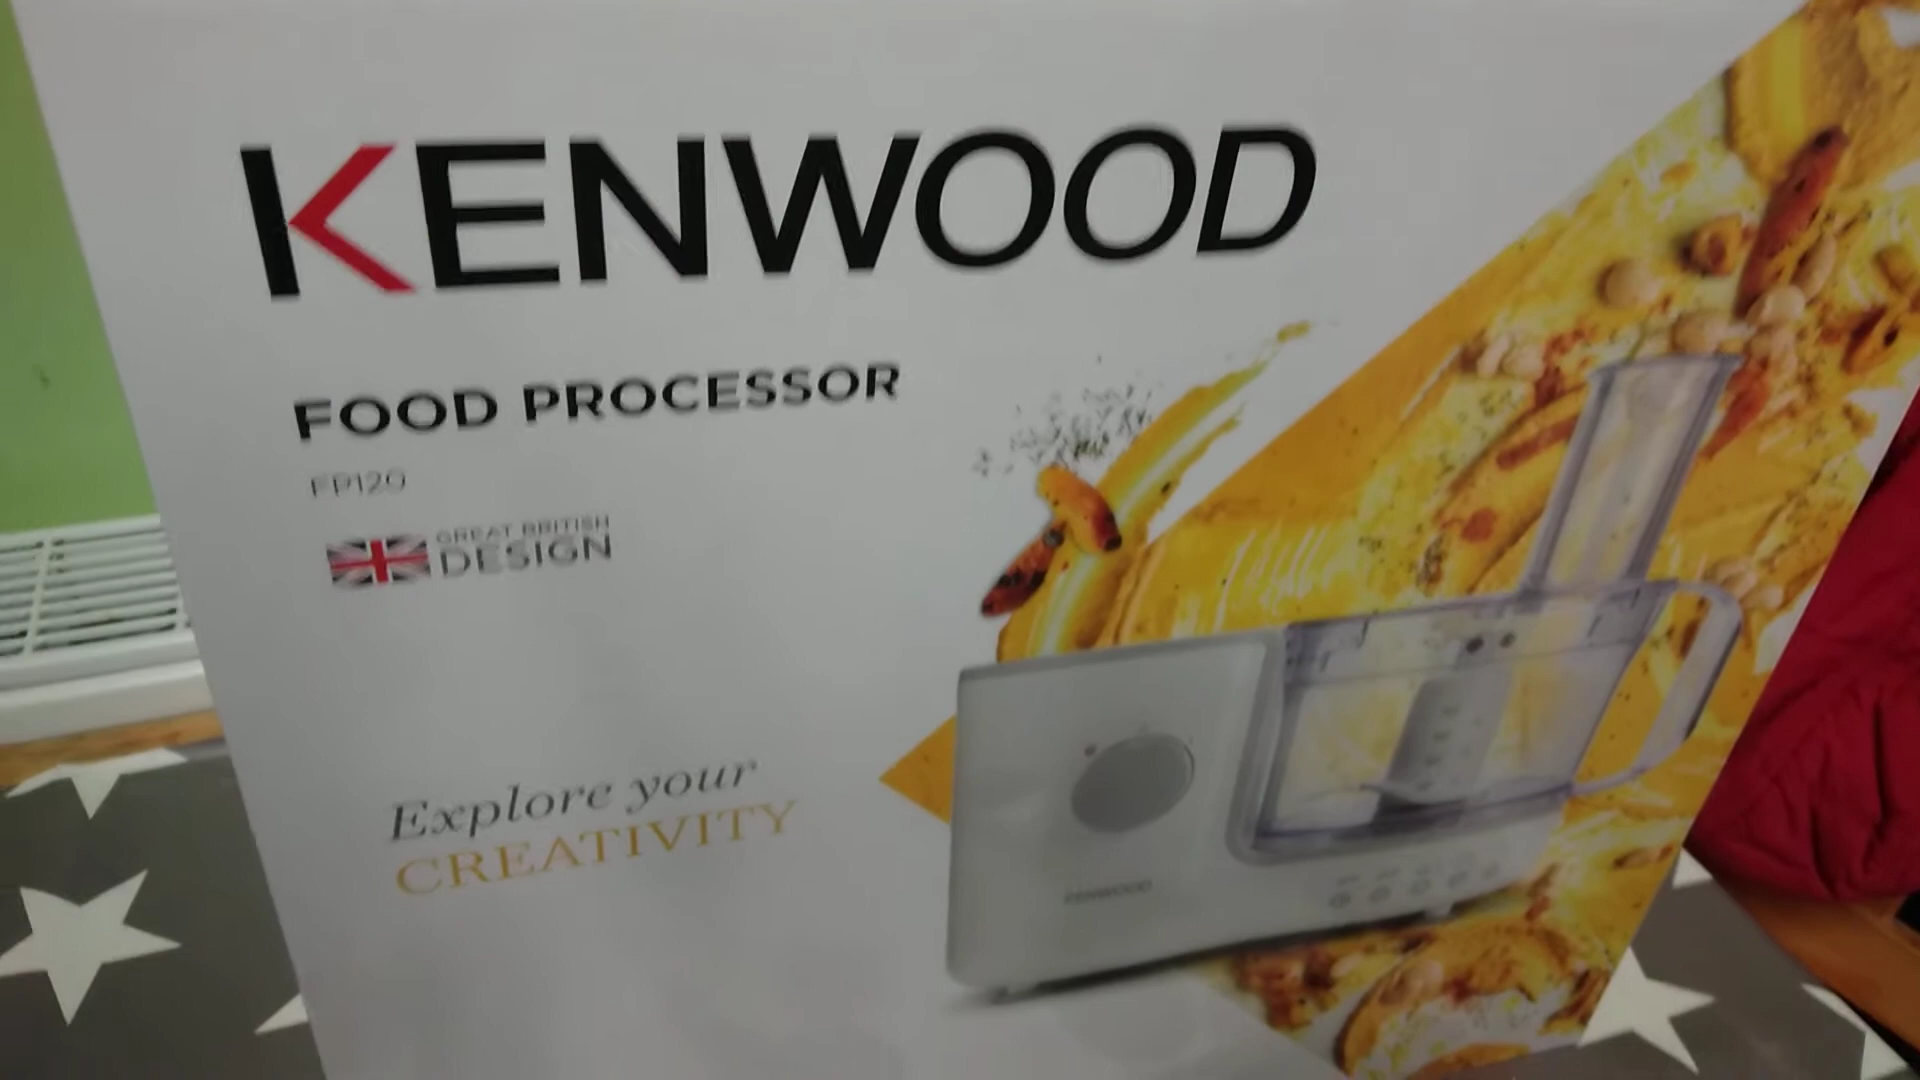 KENWOOD
FOOD PROCESSOR
FP120
GREAT BRITISH
DESIGN
Explore your
CREATIVITY
KENWOOD